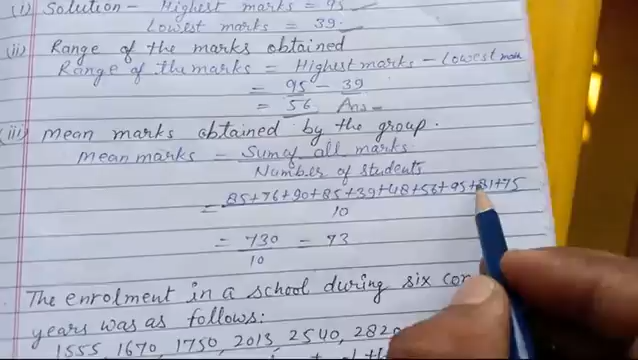 (i) Solution - Highest marks = 95
Lowest marks = 39.
(ii) Range of the marks obtained
Range of the marks = Highest marks - Lowest mark
= 95 - 39
= 56 Ans -
(iii) Mean marks obtained by the group.
Mean marks - Sum of all marks
Number of students
= 85+76+90+85+39+48+56+95+81+75
10
= 730 - 73
10
The enrolment in a school during six con
years was as follows:
1555, 1670, 1750, 2013, 2540, 2820